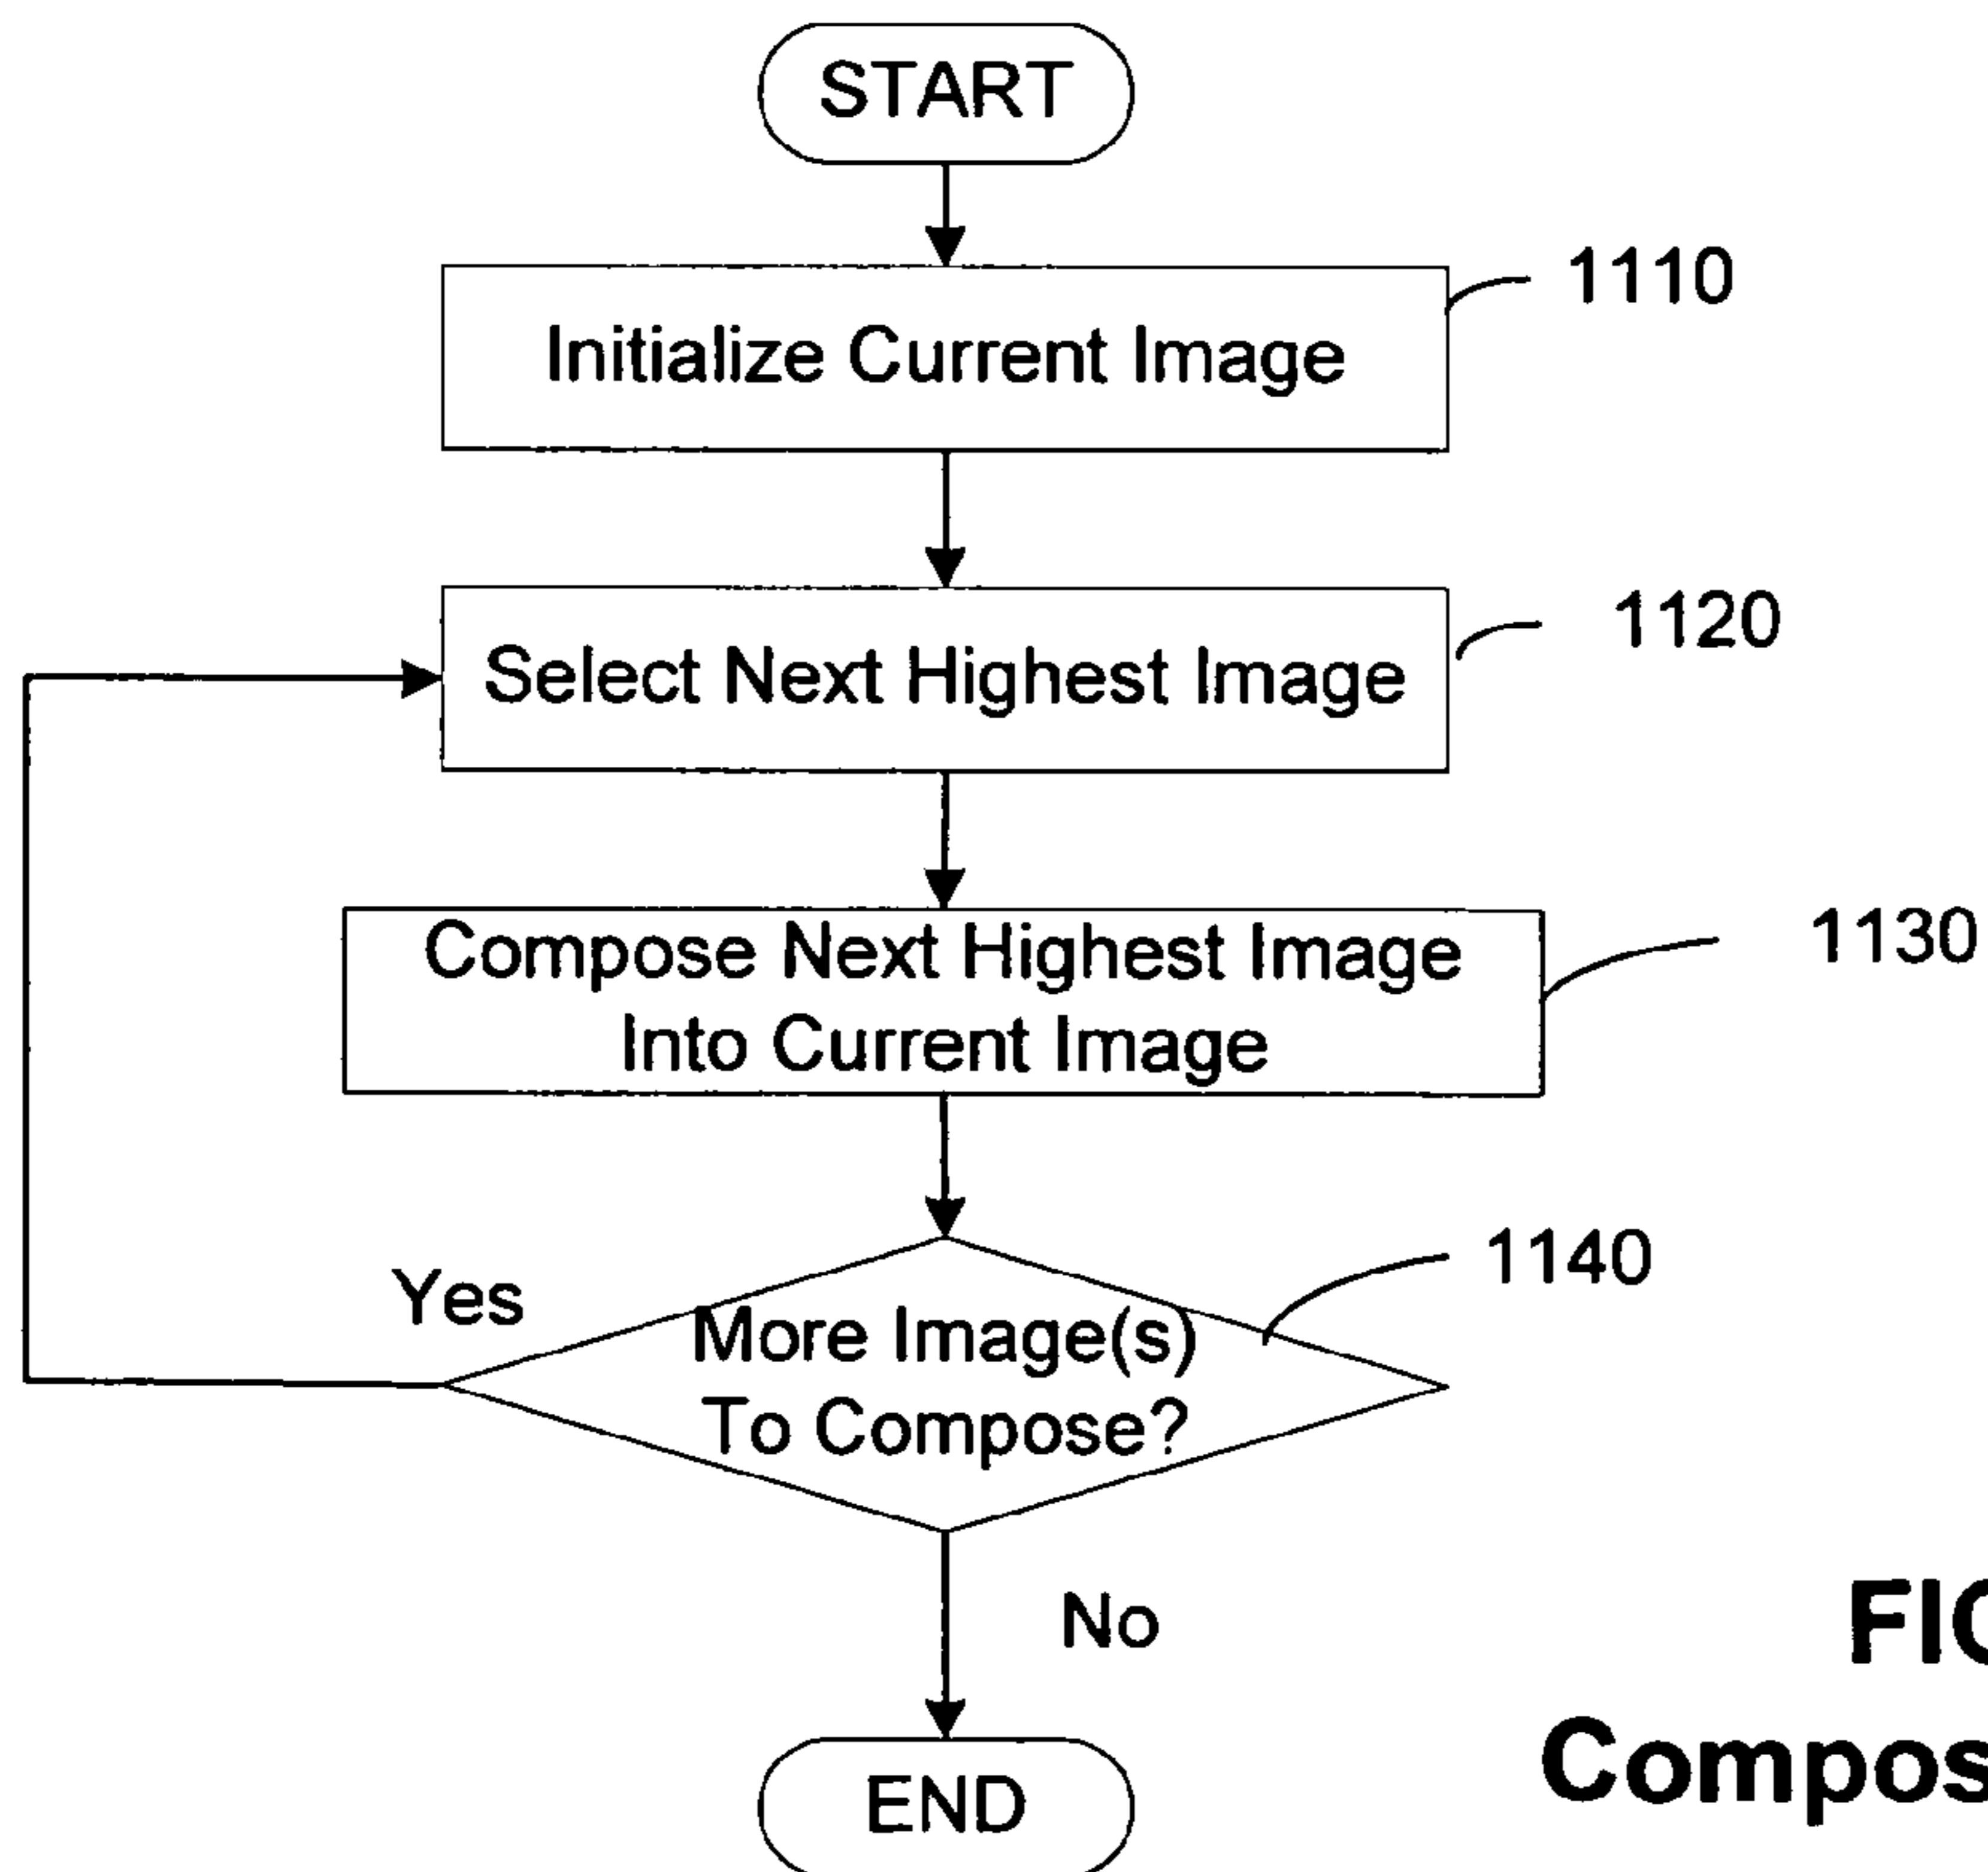 START
1110
Initialize Current Image
1120
Select Next Highest Image
1130
Compose Next Highest Image
Into Current Image
1140
Yes
More Image(s)
To Compose?
No
END